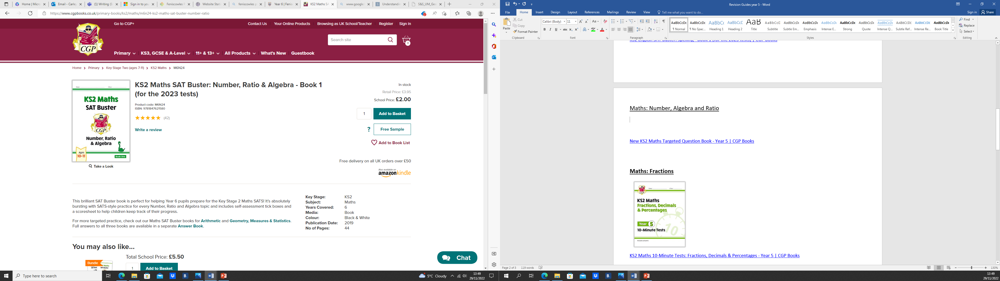 Home | Micro
Email - Carley
(1) Writing (E
Sign in to you
Feniscowles P
Website Stati
feniscowles p
Year 6 | Fenis
KS2 Maths SA
www.google
Understandin
S&S_UM_Geo
https://www.cgpbooks.co.uk/primary-books/ks2/maths/m6n24-ks2-maths-sat-buster-number-ratio
Go to CGP+
Contact Us
Your Online Products
Browsing as UK School/Teacher
Register
Sign In
CGP
Search site
0
Primary
KS3, GCSE & A-Level
11+ & 13+
All Products
What's New
Guestbook
Home > Primary > Key Stage Two (ages 7-11) > KS2 Maths > M6N24
KS2 Maths
SAT Buster
CGP
Number, Ratio
& Algebra
Ages
10-11
Book One
Take a Look
KS2 Maths SAT Buster: Number, Ratio & Algebra - Book 1
(for the 2023 tests)
Product code: M6N24
ISBN: 9781847621580
(42)
Write a review
In stock
Retail Price: £3.95
School Price: £2.00
1
Add to Basket
? Free Sample
Add to Book List
Free delivery on all UK orders over £50
Also available on
amazonkindle
This brilliant SAT Buster book is perfect for helping Year 6 pupils prepare for the Key Stage 2 Maths SATS! It's absolutely
bursting with SATS-style practice for every Number, Ratio and Algebra topic and includes self-assessment tick boxes and
a scoresheet to help children keep track of their progress.
For more targeted practice, check out our Maths SAT Buster books for Arithmetic and Geometry, Measures & Statistics.
Full answers to all three books are available in a separate Answer Book.
Key Stage: KS2
Subject: Maths
Years Covered: 6
Media: Book
Colour: Black & White
Publication Date: 2019
No of Pages: 44
You may also like...
Bundle
Total School Price: £5.50
1
Add to Basket
Chat
Type here to search
5°C Cloudy
13:49
29/11/2022
Revision Guides year 5 - Word
File
Home
Insert
Design
Layout
References
Mailings
Review
View
Tell me what you want to do...
Sign in
Share
Paste
Cut
Copy
Format Painter
Clipboard
Calibri (Body)
11
Font
Paragraph
¶ Normal
¶ No Spac...
Heading 1
Heading 2
Title
Subtitle
Subtle Em...
Emphasis
Intense E...
Strong
Quote
Intense Q...
Subtle Ref...
Intense Re...
Book Title
Styles
Find
Replace
Select
Editing
KS2 English SAT Buster: Spelling - Book 1 (for the 2023 tests) | CGP Books
Maths: Number, Algebra and Ratio
New KS2 Maths Targeted Question Book - Year 5 | CGP Books
Maths: Fractions
CGP
KS2 Maths
Fractions, Decimals
& Percentages
Year 5
10-Minute Tests
KS2 Maths 10-Minute Tests: Fractions, Decimals & Percentages - Year 5 | CGP Books
Page 2 of 3
119 words
130%
13:49
29/11/2022